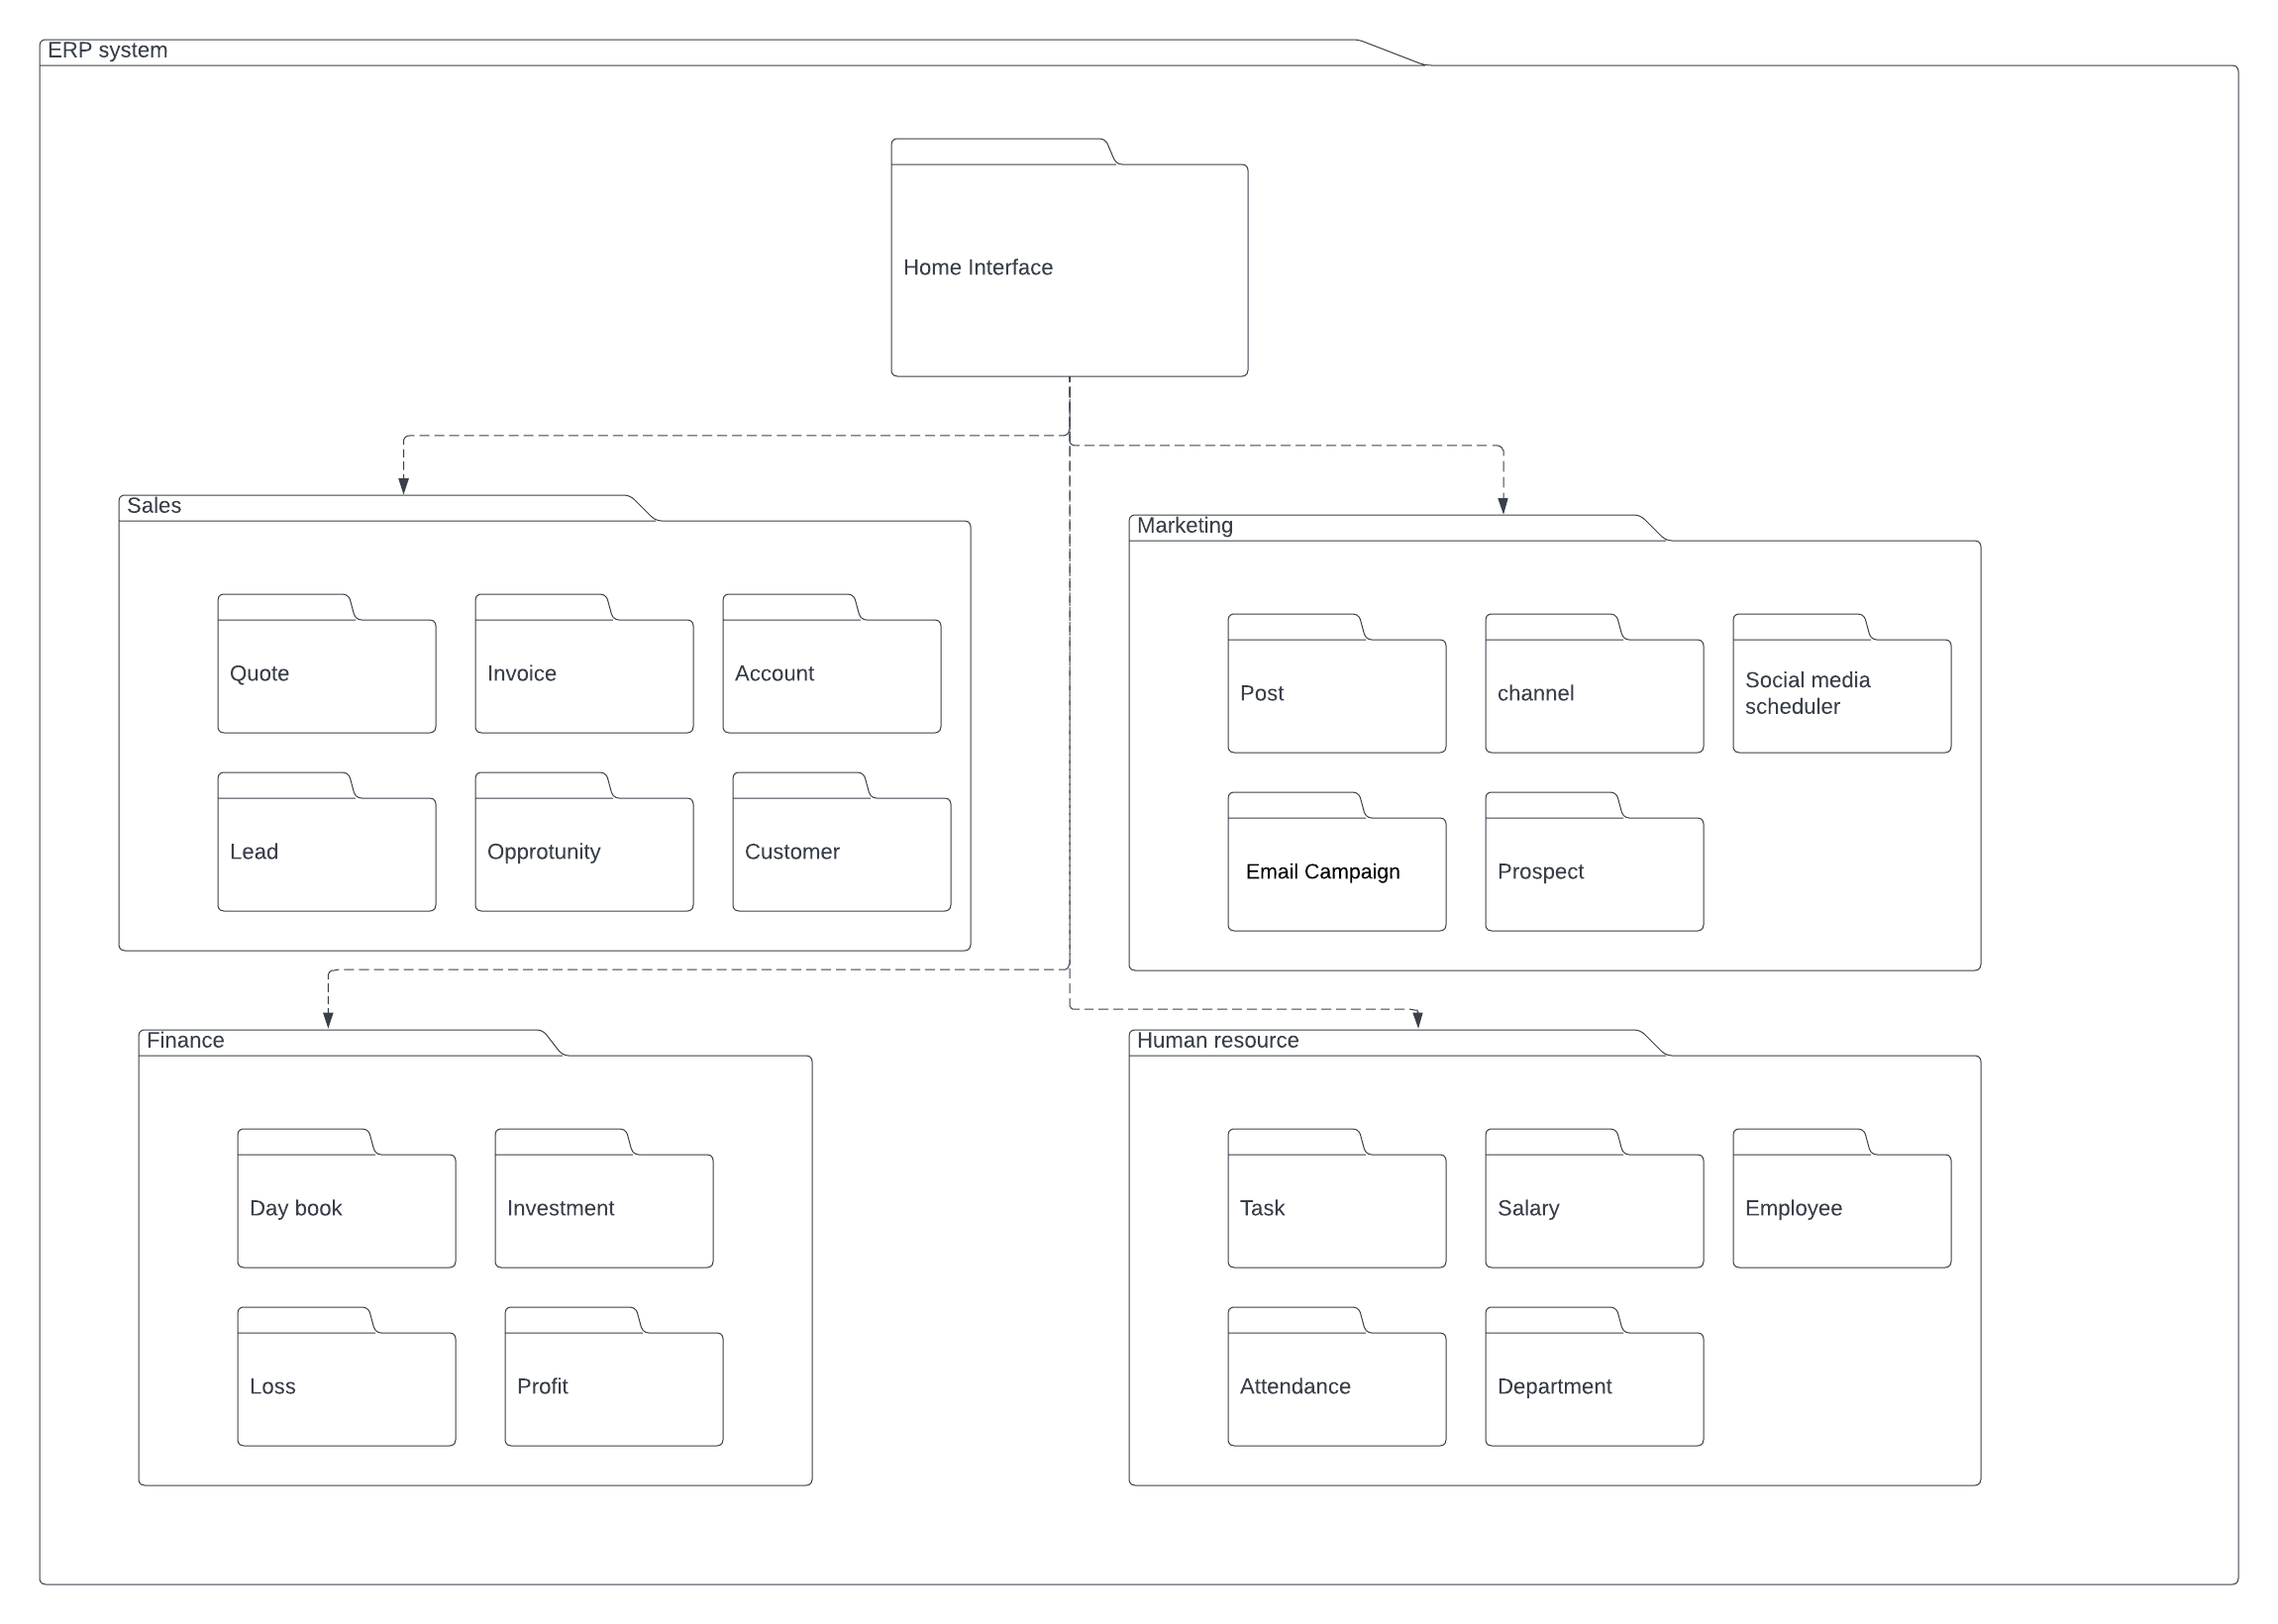 ERP system
Home Interface
Sales
Quote
Invoice
Account
Lead
Opprotunity
Customer
Marketing
Post
channel
Social media
scheduler
Email Campaign
Prospect
Finance
Day book
Investment
Loss
Profit
Human resource
Task
Salary
Employee
Attendance
Department